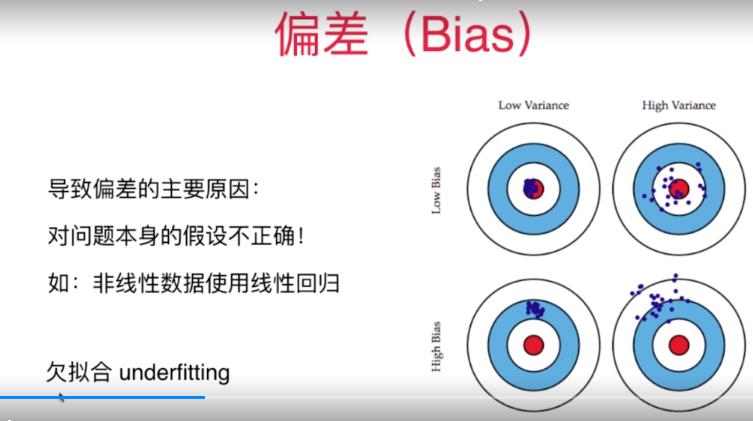 偏差（Bias）
导致偏差的主要原因：
对问题本身的假设不正确！
如：非线性数据使用线性回归
欠拟合 underfitting
Low Variance
High Variance
Low Bias
High Bias